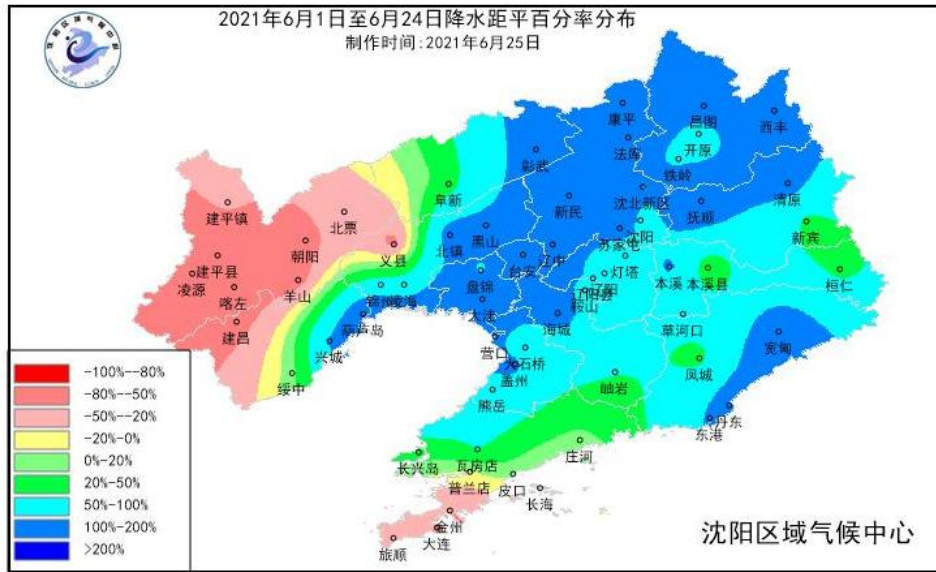 2021年6月1日至6月24日降水距平百分率分布
制作时间:2021年6月25日
康平
昌图
西丰
法库
开原
彰武
铁岭
阜新
沈北新区
清原
建平镇
新民
抚顺
北票
沈阳
新宾
黑山
苏家屯
朝阳
义县
北镇
辽中
建平县
台安
灯塔
本溪
本溪县
桓仁
凌源
辽阳
喀左
羊山
盘锦
辽阳县
锦州
凌海
鞍山
大洼
建昌
葫芦岛
海城
草河口
宽甸
兴城
营口
大石桥
绥中
盖州
岫岩
凤城
熊岳
丹东
东港
长兴岛
瓦房店
庄河
普兰店
皮口
长海
金州
大连
旅顺
-100%--80%
-80%--50%
-50%--20%
-20%-0%
0%-20%
20%-50%
50%-100%
100%-200%
>200%
沈阳区域气候中心